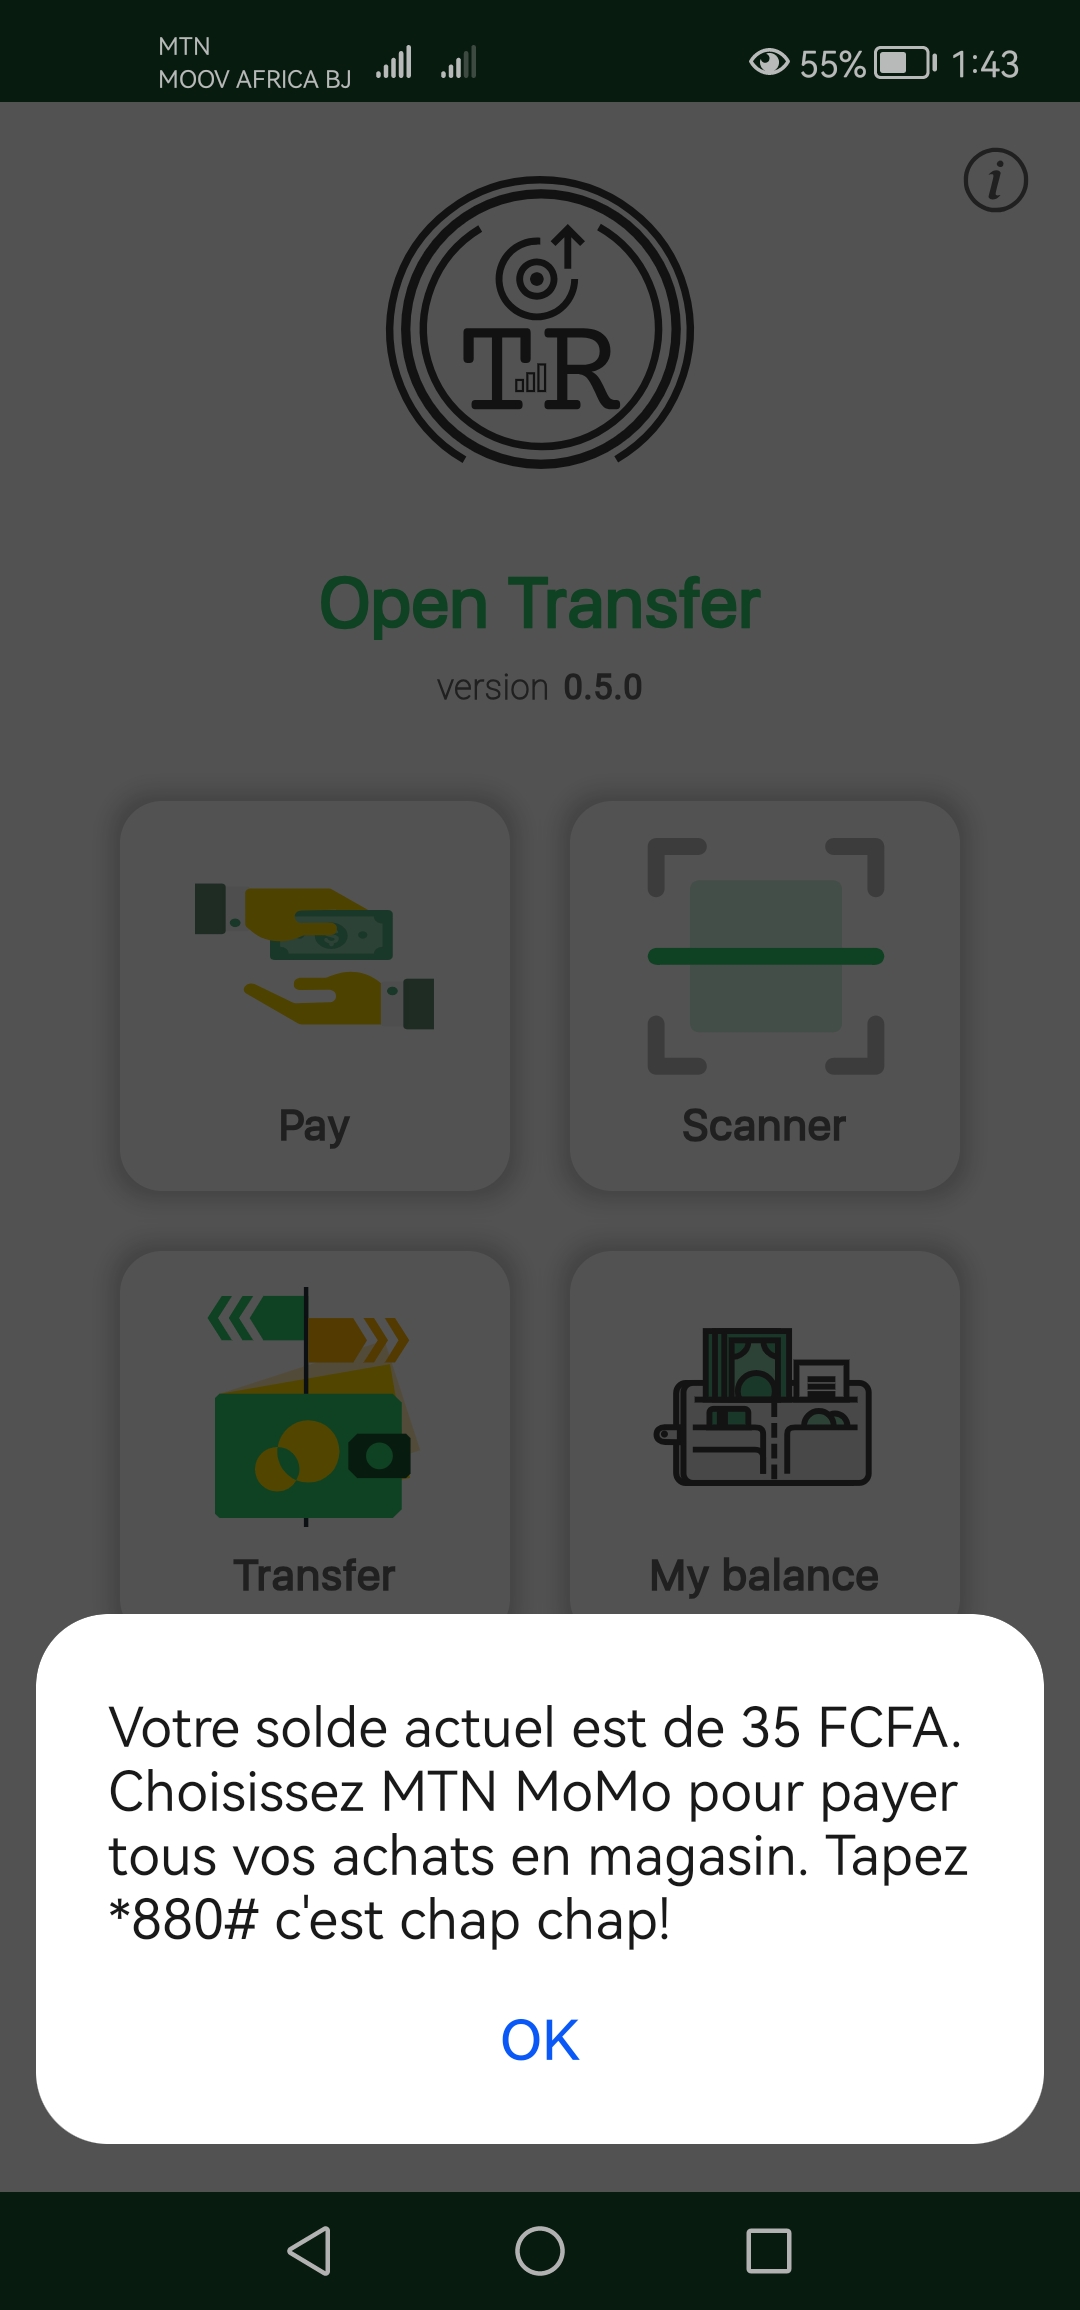 MTN
MOOV AFRICA BJ
55%
1:43
i
TR
Open Transfer
version 0.5.0
Pay
Scanner
Transfer
My balance
Votre solde actuel est de 35 FCFA.
Choisissez MTN MoMo pour payer
tous vos achats en magasin. Tapez
*880# c'est chap chap!
OK